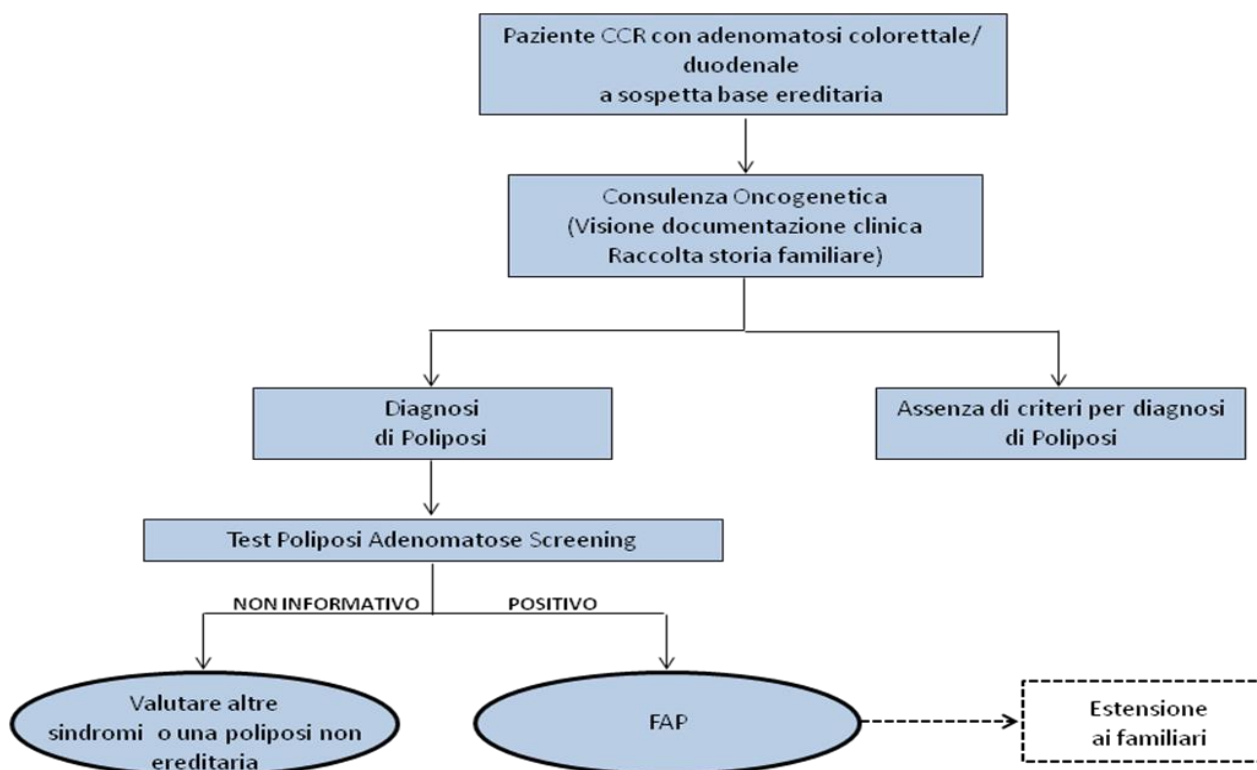 Paziente CCR con adenomatosi colorettale/
duodenale
a sospetta base ereditaria
Consulenza Oncogenetica
(Visione documentazione clinica
Raccolta storia familiare)
Diagnosi
di Poliposi
Assenza di criteri per diagnosi
di Poliposi
Test Poliposi Adenomatose Screening
NON INFORMATIVO
POSITIVO
Valutare altre
sindromi o una poliposi non
ereditaria
FAP
Estensione
ai familiari